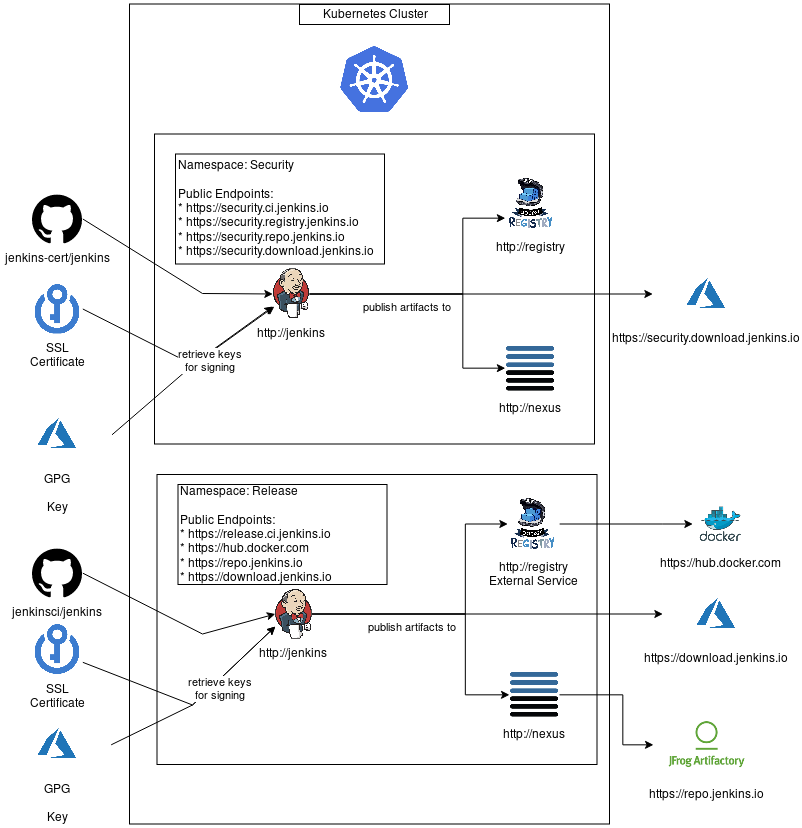 Kubernetes Cluster
Namespace: Security
Public Endpoints:
* https://security.ci.jenkins.io
* https://security.registry.jenkins.io
* https://security.repo.jenkins.io
* https://security.download.jenkins.io
REGISTRY
http://registry
jenkins-cert/jenkins
http://jenkins
publish artifacts to
https://security.download.jenkins.io
SSL
Certificate
retrieve keys
for signing
http://nexus
GPG
Key
Namespace: Release
Public Endpoints:
* https://release.ci.jenkins.io
* https://hub.docker.com
* https://repo.jenkins.io
* https://download.jenkins.io
REGISTRY
docker
http://registry
External Service
https://hub.docker.com
jenkinsci/jenkins
http://jenkins
publish artifacts to
https://download.jenkins.io
SSL
Certificate
retrieve keys
for signing
http://nexus
JFrog Artifactory
GPG
Key
https://repo.jenkins.io